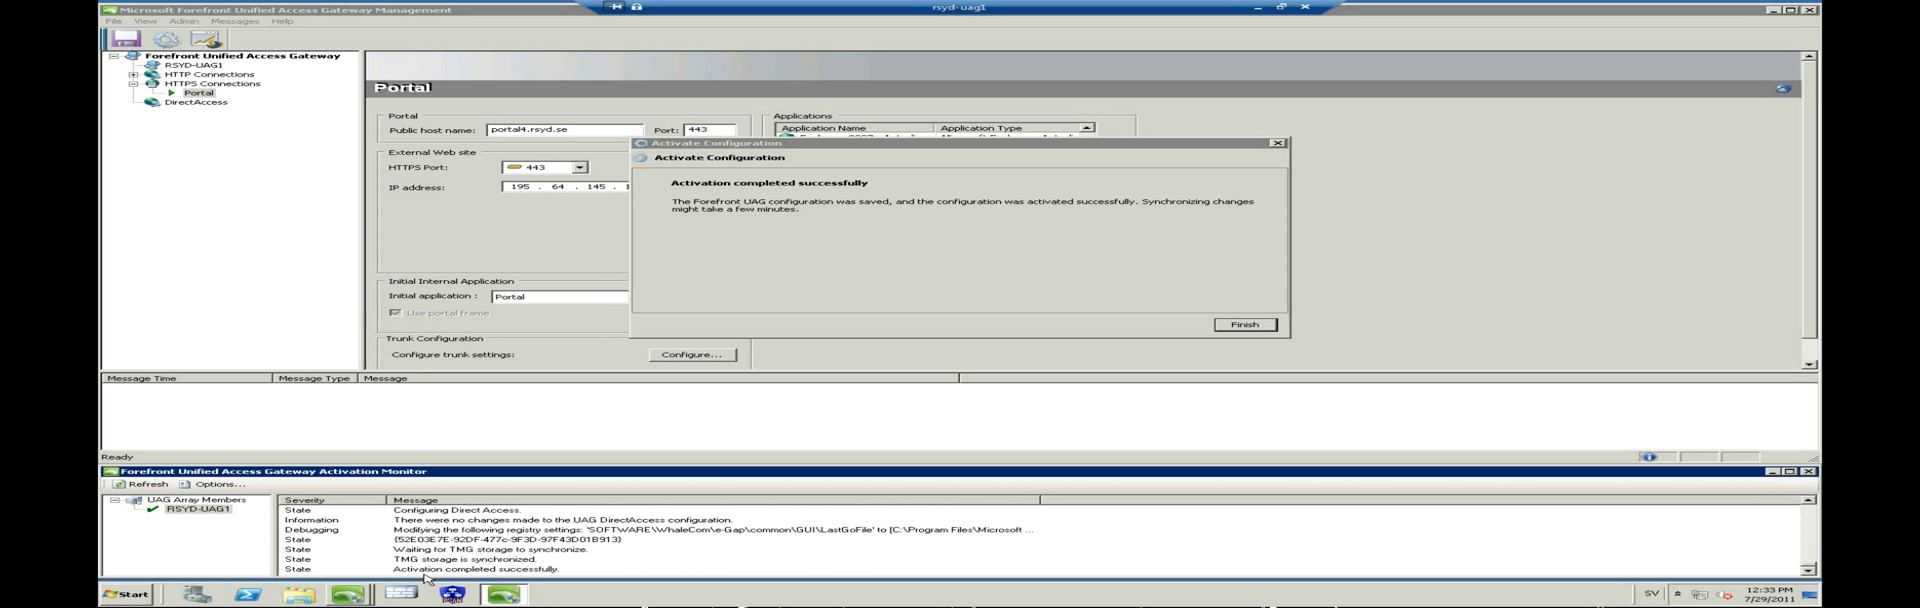 rsyd-uag1
Microsoft Forefront Unified Access Gateway Management
File View Admin Messages Help
Forefront Unified Access Gateway
RSYD-UAG1
HTTP Connections
HTTPS Connections
Portal
DirectAccess
Portal
Portal
Public host name: portal4.rsyd.se Port: 443
External Web site
HTTPS Port: 443
IP address: 195 . 64 . 145 .
Initial Internal Application
Initial application : Portal
Use portal frame
Trunk Configuration
Configure trunk settings: Configure...
Applications
Application Name Application Type
Activate Configuration
Activate Configuration
Activation completed successfully
The Forefront UAG configuration was saved, and the configuration was activated successfully. Synchronizing changes
might take a few minutes.
Finish
Message Time Message Type Message
Ready
Forefront Unified Access Gateway Activation Monitor
Refresh Options...
UAG Array Members
RSYD-UAG1
Severity Message
State Configuring Direct Access.
Information There were no changes made to the UAG DirectAccess configuration.
Debugging Modifying the following registry settings: 'SOFTWARE\WhaleCom\e-Gap\common\GUI\LastGoFile' to [C:\Program Files\Microsoft ...
State {52E03E7E-92DF-477c-9F3D-97F43D01B913}
State Waiting for TMG storage to synchronize.
State TMG storage is synchronized.
State Activation completed successfully.
Start
SV
12:33 PM
7/29/2011